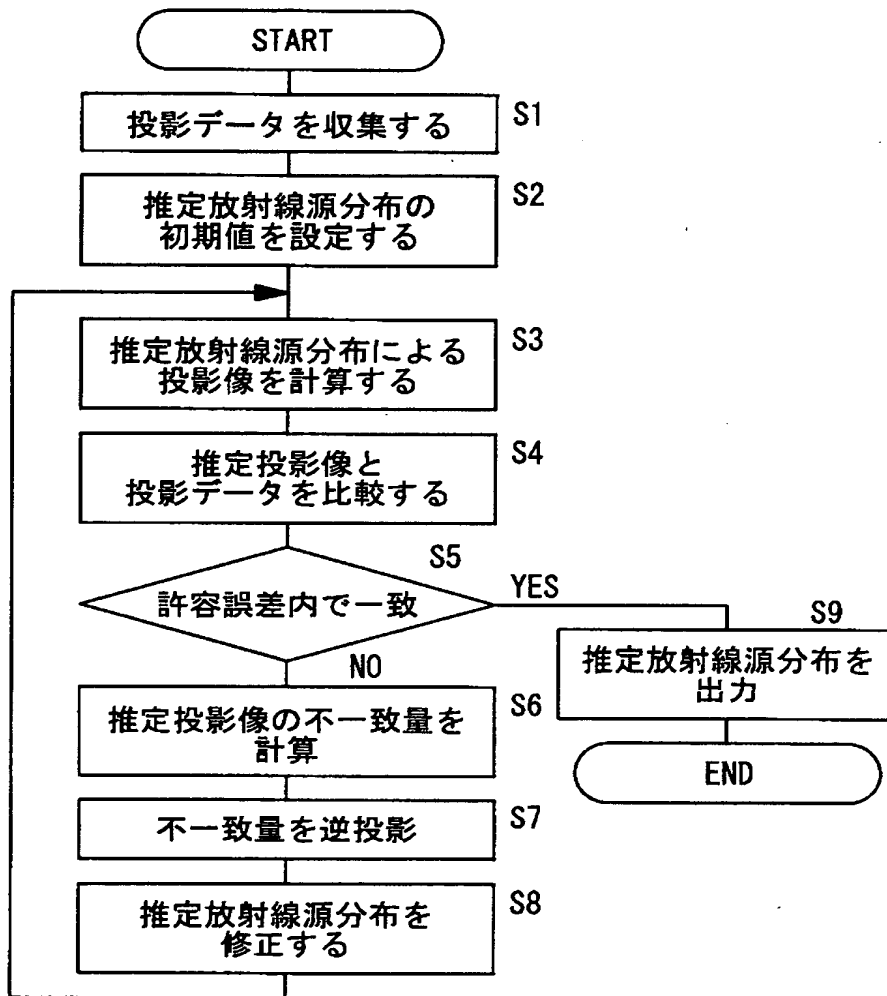 START
投影データを収集する
S1
推定放射線源分布の
初期値を設定する
S2
推定放射線源分布による
投影像を計算する
S3
推定投影像と
投影データを比較する
S4
S5
許容誤差内で一致
YES
NO
S9
推定放射線源分布を
出力
END
推定投影像の不一致量を
計算
S6
不一致量を逆投影
S7
推定放射線源分布を
修正する
S8